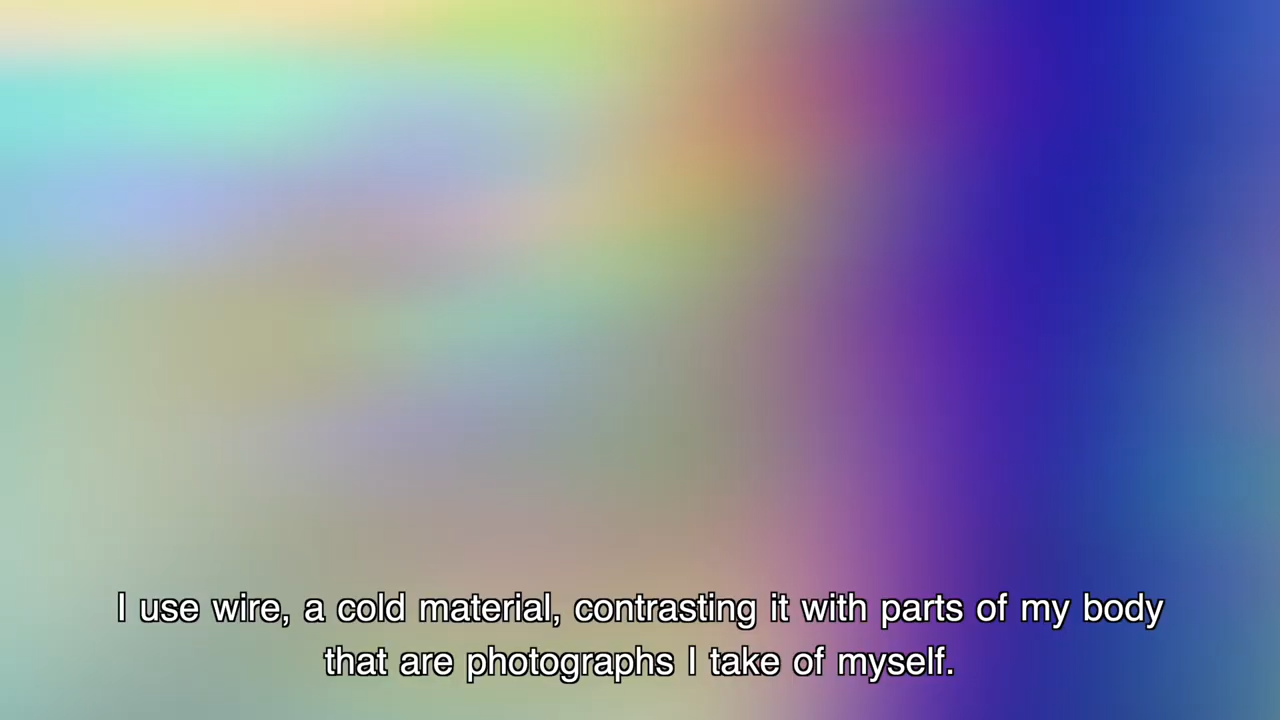 I use wire, a cold material, contrasting it with parts of my body
that are photographs I take of myself.